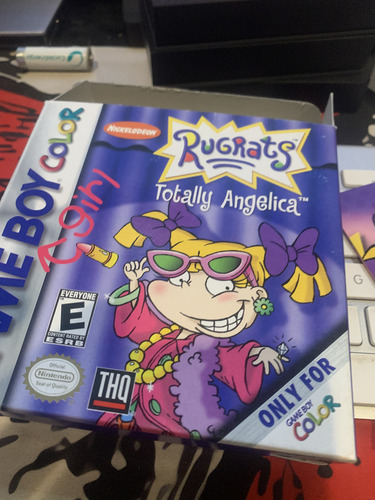 GAME BOY COLOR
NICKELODEON
RUGRATS
Totally Angelica™
EVERYONE
E
CONTENT RATED BY
ESRB
Official
Nintendo
Seal of Quality
THQ
ONLY FOR
GAME BOY
COLOR
G